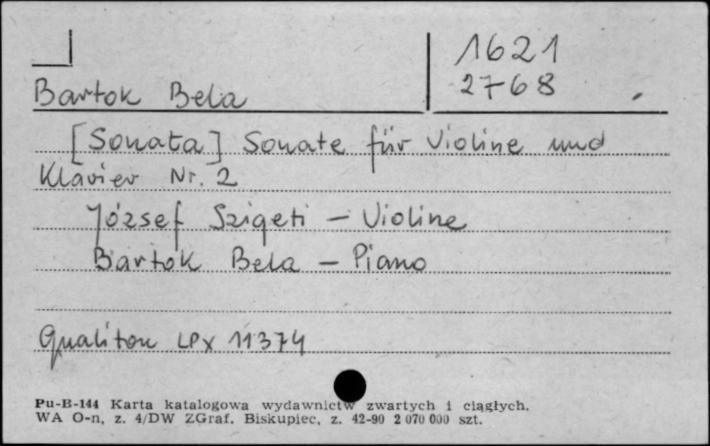 1621
2768
Bartok Bela
[Sonata] Sonate für Violine und
Klavier Nr. 2
József Szigeti - Violine
Bartok Bela - Piano
Qualiton LPX 11374
Pu-B-144 Karta katalogowa wydawnictw zwartych i ciągłych.
WA O-n, z. 4/DW ZGraf. Biskupiec, z. 42-90 2 070 000 szt.